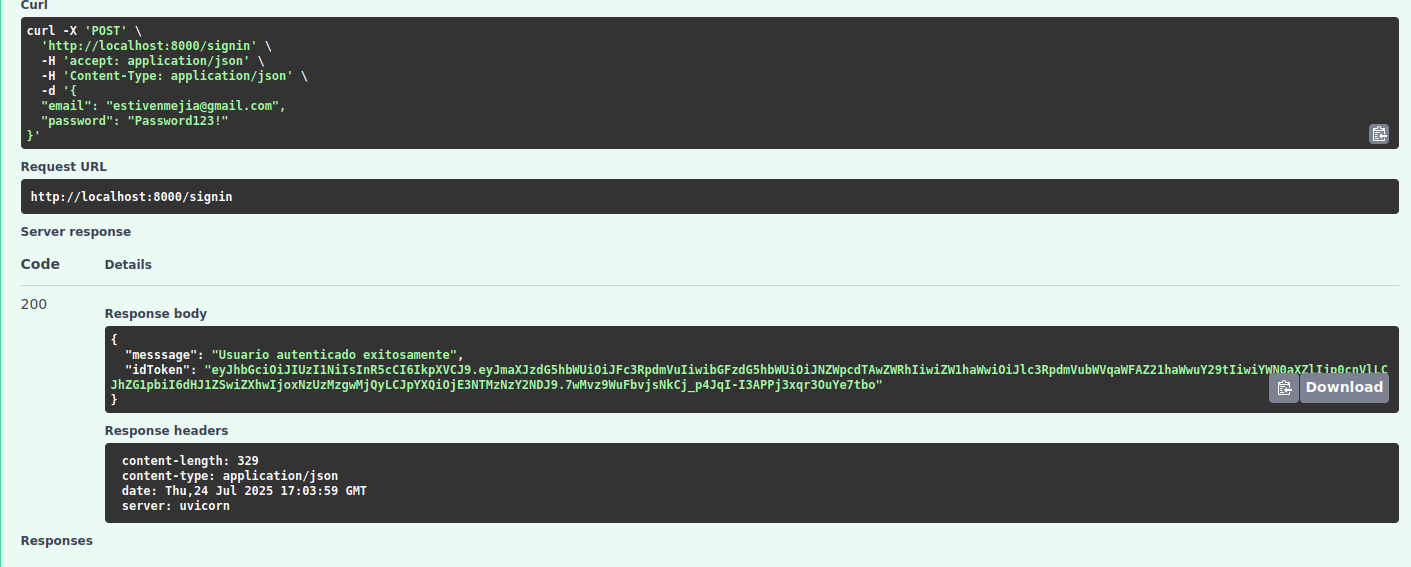 Curl
curl -X 'POST' \
'http://localhost:8000/signin' \
-H 'accept: application/json' \
-H 'Content-Type: application/json' \
-d '{
"email": "estivenmejia@gmail.com",
"password": "Password123!"
}'
Request URL
http://localhost:8000/signin
Server response
Code Details
200
Response body
{
"messsage": "Usuario autenticado exitosamente",
"idToken": "eyJhbGciOiJIUzI1NiIsInR5cCI6IkpXVCJ9.eyJmaXJzdG5hbWUiOiJFc3RpdmVuIiwibGFzdG5hbWUiOiJNZWpcdTAwZWRhIiwiZW1haWwiOiJlc3RpdmVubWVqaWFAZ21haWwuY29tIiwiYWN0aXZlIjp0cnVlLC
JhZG1pbiI6dHJ1ZSwiZXhwIjoxNzUzMzgwMjQyLCJpYXQiOjE3NTMzNzY2NDJ9.7wMvz9WuFbvjsNkCj_p4JqI-I3APPj3xqr3OuYe7tbo"
}
Download
Response headers
content-length: 329
content-type: application/json
date: Thu,24 Jul 2025 17:03:59 GMT
server: uvicorn
Responses